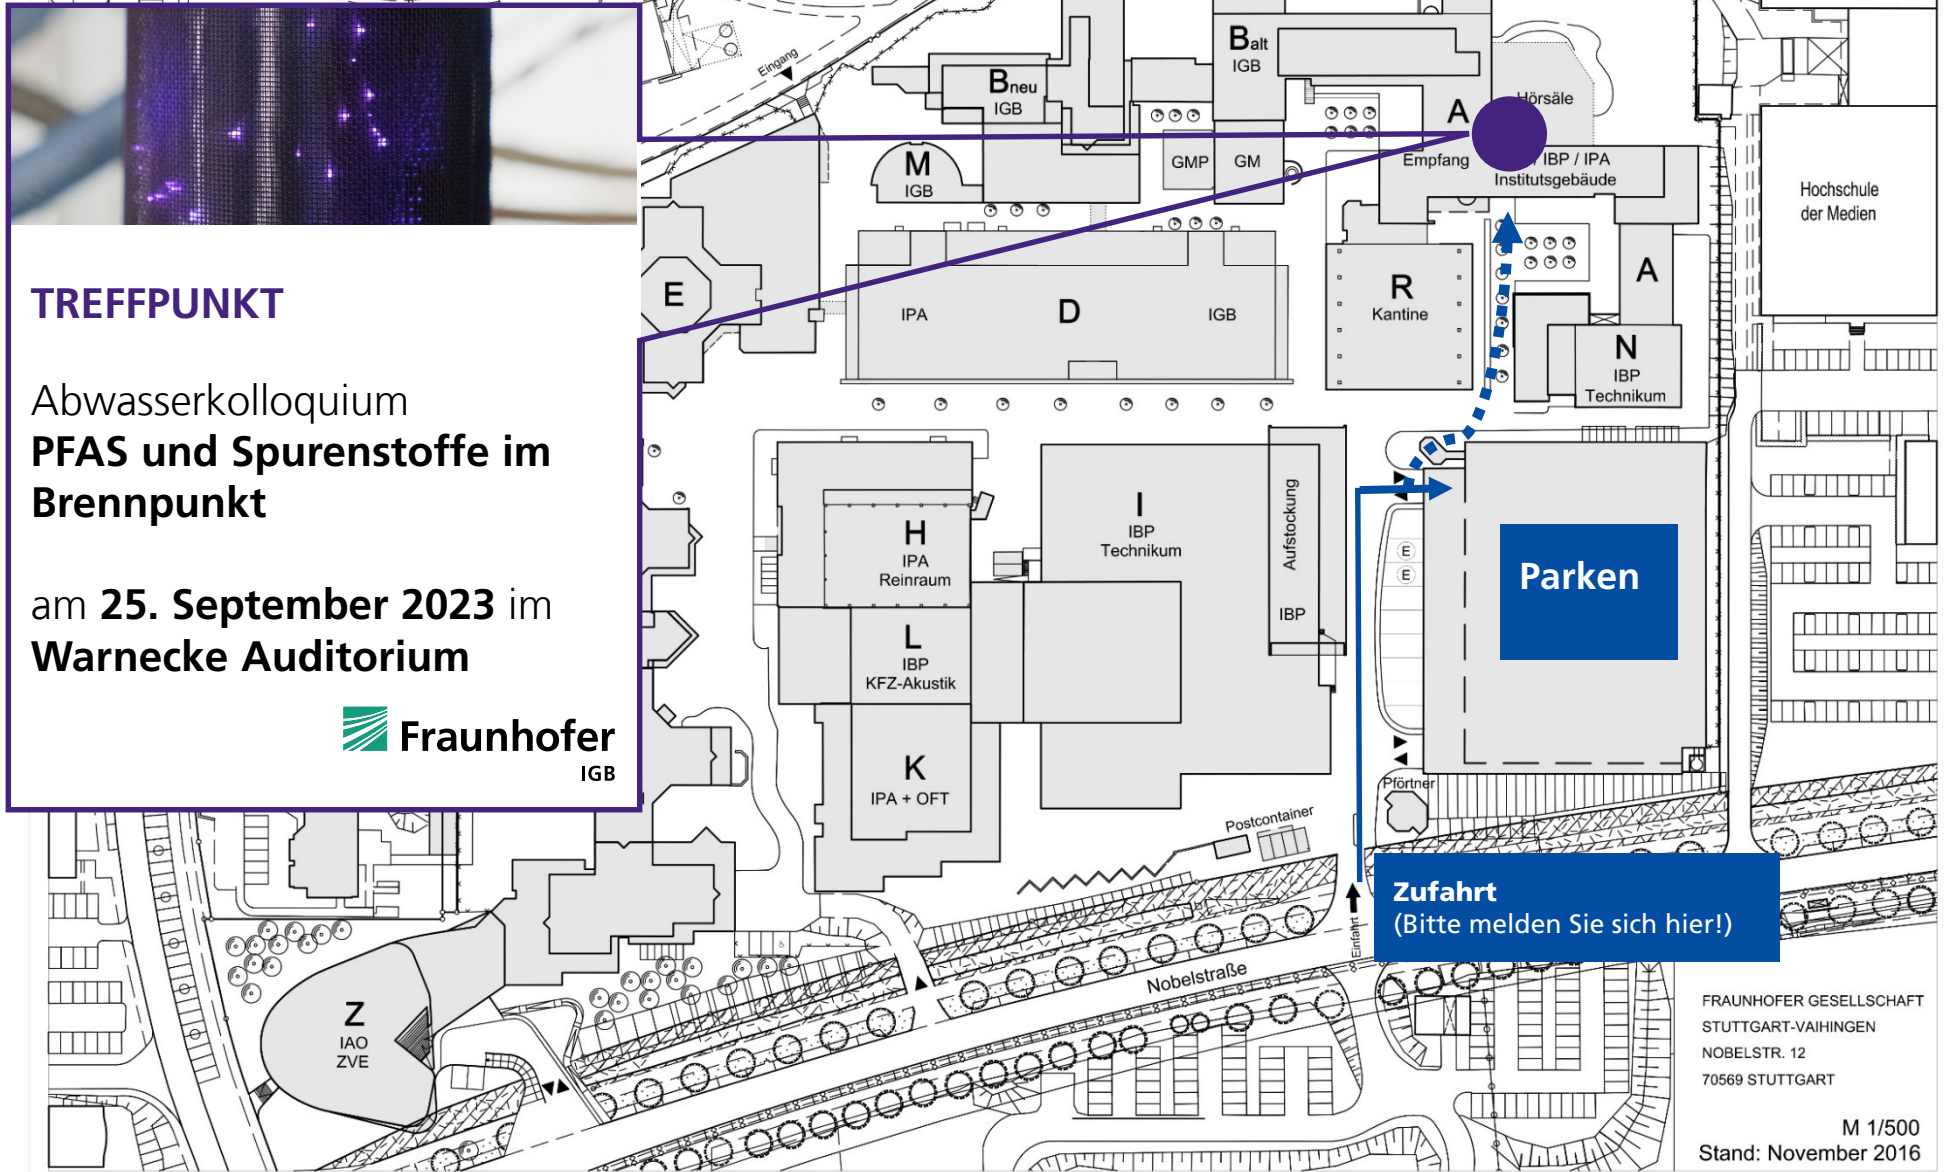 TREFFPUNKT
Abwasserkolloquium
PFAS und Spurenstoffe im
Brennpunkt
am 25. September 2023 im
Warnecke Auditorium
Fraunhofer
IGB
Eingang
Bneu
IGB
Balt
IGB
A
Hörsäle
Empfang
/ IBP / IPA
Institutsgebäude
M
IGB
GMP
GM
Hochschule
der Medien
E
IPA
D
IGB
R
Kantine
A
N
IBP
Technikum
H
IPA
Reinraum
I
IBP
Technikum
Aufstockung
IBP
E
E
Parken
L
IBP
KFZ-Akustik
K
IPA + OFT
Pförtner
Postcontainer
Zufahrt
(Bitte melden Sie sich hier!)
Einfahrt
Nobelstraße
Z
IAO
ZVE
FRAUNHOFER GESELLSCHAFT
STUTTGART-VAIHINGEN
NOBELSTR. 12
70569 STUTTGART
M 1/500
Stand: November 2016